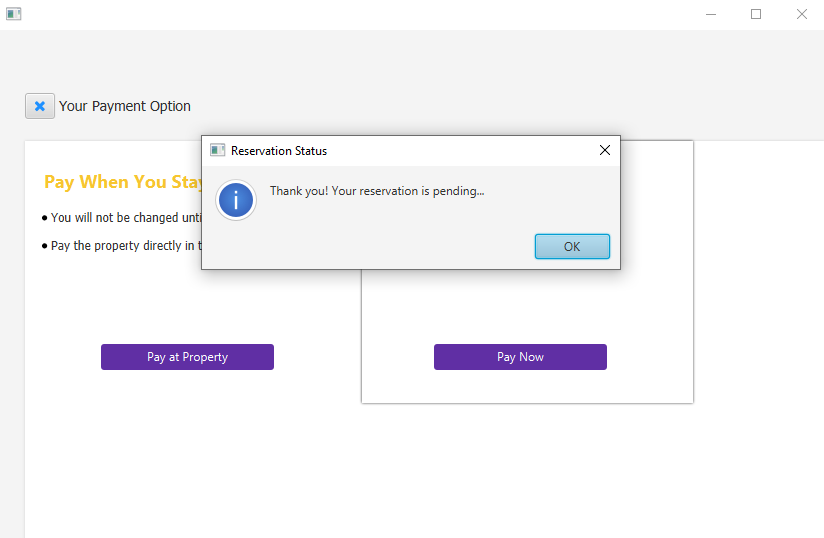 Your Payment Option
Reservation Status
Thank you! Your reservation is pending...
OK
Pay When You Stay
• You will not be changed unti
• Pay the property directly in t
Pay at Property
Pay Now